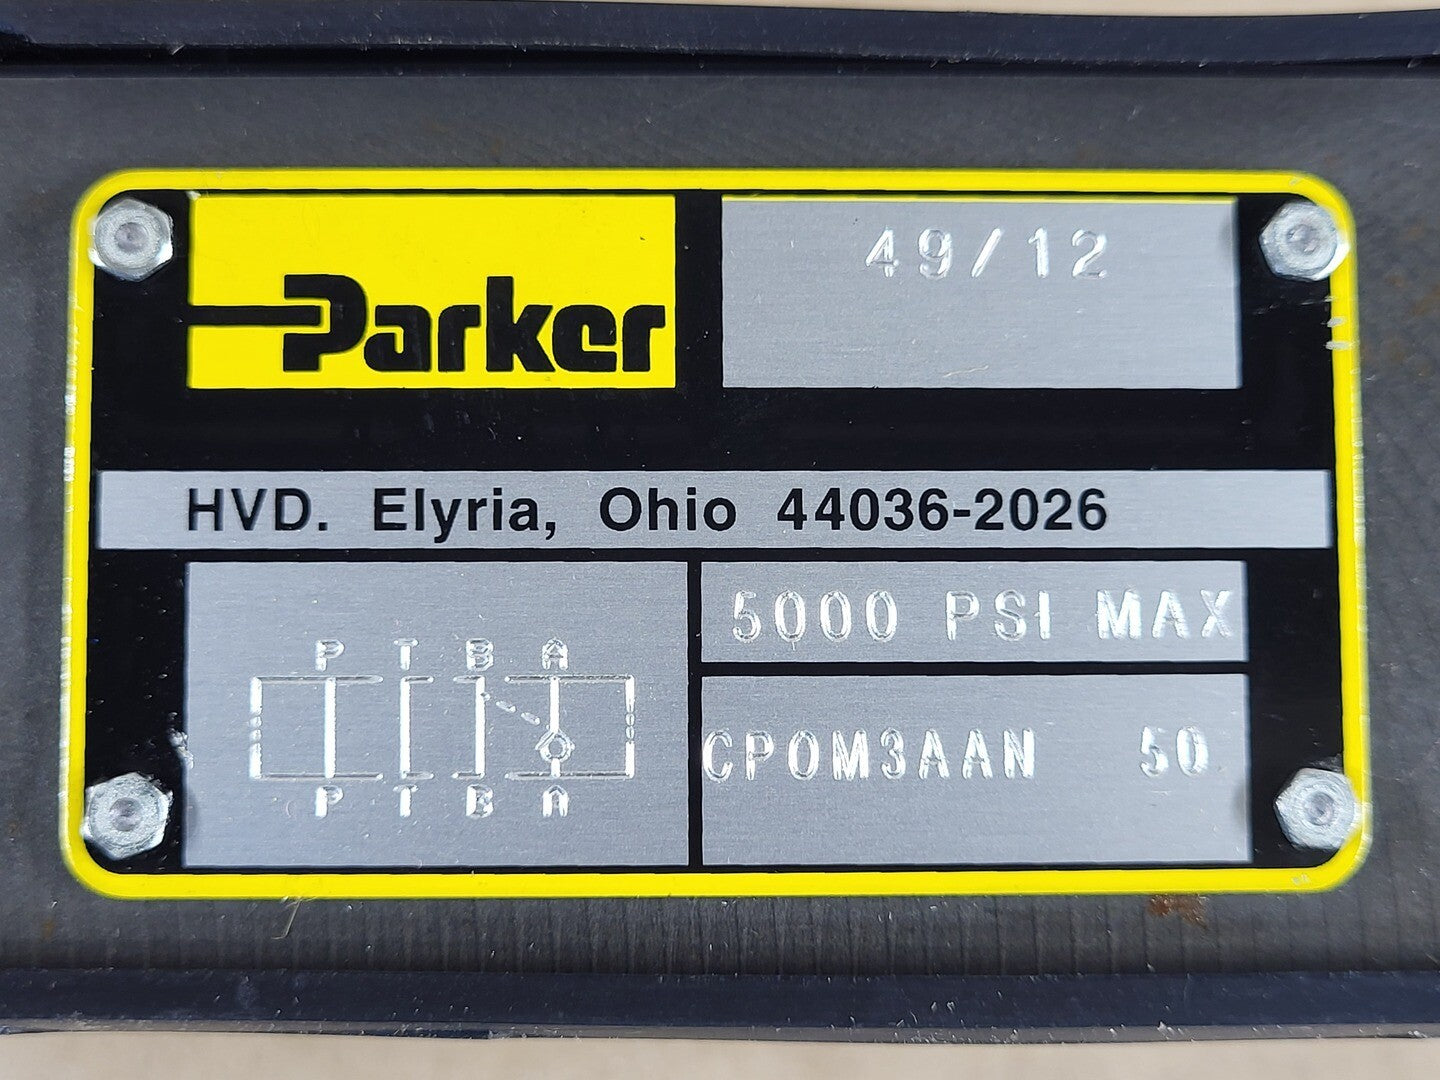 Parker
49/12
HVD. Elyria, Ohio 44036-2026
5000 PSI MAX
P T B A
P T B A
CPOM3AAN 50